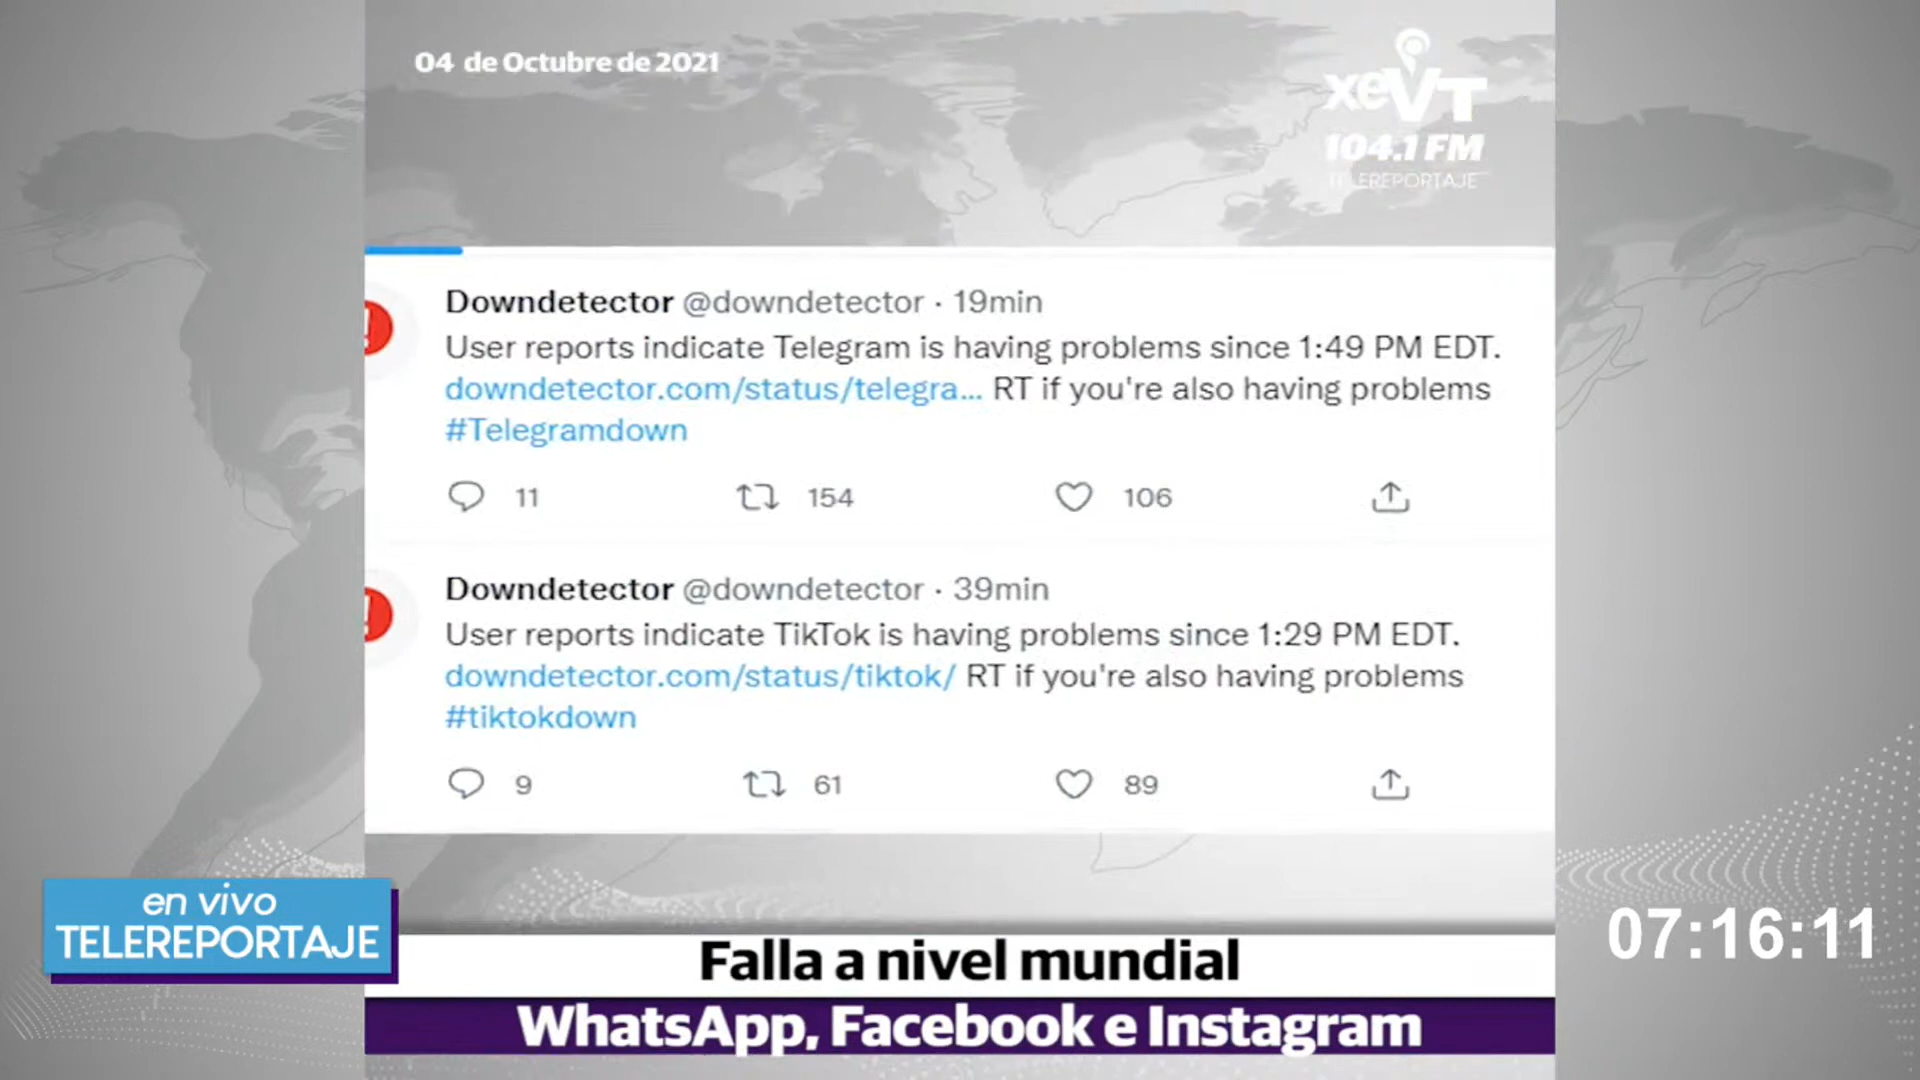 04 de Octubre de 2021
xeVT
104.1 FM
TELEREPORTAJE
Downdetector @downdetector · 19min
User reports indicate Telegram is having problems since 1:49 PM EDT.
downdetector.com/status/telegra... RT if you're also having problems
#Telegramdown
11 154 106
Downdetector @downdetector · 39min
User reports indicate TikTok is having problems since 1:29 PM EDT.
downdetector.com/status/tiktok/ RT if you're also having problems
#tiktokdown
9 61 89
en vivo
TELEREPORTAJE
07:16:11
Falla a nivel mundial
WhatsApp, Facebook e Instagram